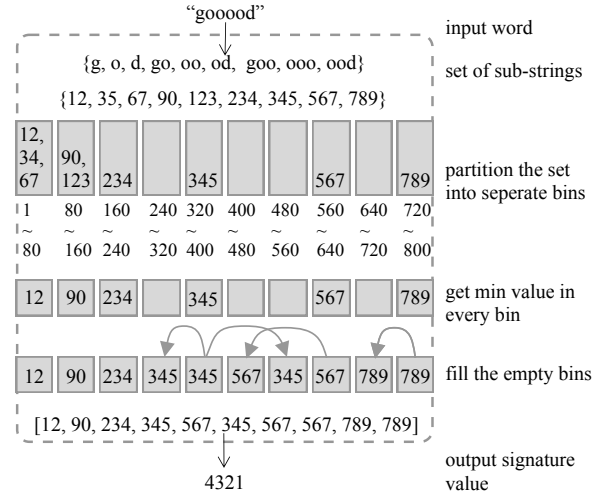 “gooood”
input word
{g, o, d, go, oo, od, goo, ooo, ood}
set of sub-strings
{12, 35, 67, 90, 123, 234, 345, 567, 789}
12,
34, 90,
67 123 234 345 567 789
partition the set
into seperate bins
1 80 160 240 320 400 480 560 640 720
~ ~ ~ ~ ~ ~ ~ ~ ~ ~
80 160 240 320 400 480 560 640 720 800
12 90 234 345 567 789
get min value in
every bin
12 90 234 345 345 567 345 567 789 789
fill the empty bins
[12, 90, 234, 345, 567, 345, 567, 567, 789, 789]
output signature
value
4321